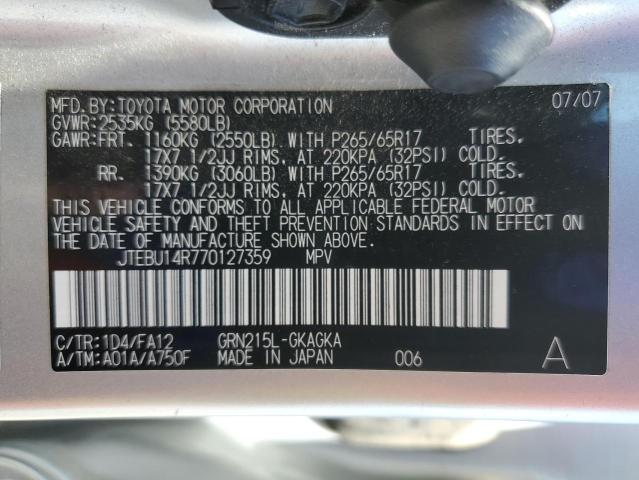 MFD. BY: TOYOTA MOTOR CORPORATION 07/07
GVWR: 2535KG (5580LB)
GAWR: FRT. 1160KG (2550LB) WITH P265/65R17 TIRES.
17X7 1/2JJ RIMS, AT 220KPA (32PSI) COLD.
RR. 1390KG (3060LB) WITH P265/65R17 TIRES.
17X7 1/2JJ RIMS, AT 220KPA (32PSI) COLD.
THIS VEHICLE CONFORMS TO ALL APPLICABLE FEDERAL MOTOR
VEHICLE SAFETY AND THEFT PREVENTION STANDARDS IN EFFECT ON
THE DATE OF MANUFACTURE SHOWN ABOVE.
JTEBU14R770127359 MPV
C/TR: 1D4/FA12 GRN215L-GKAGKA
A/TM: A01A/A750F MADE IN JAPAN 006 A